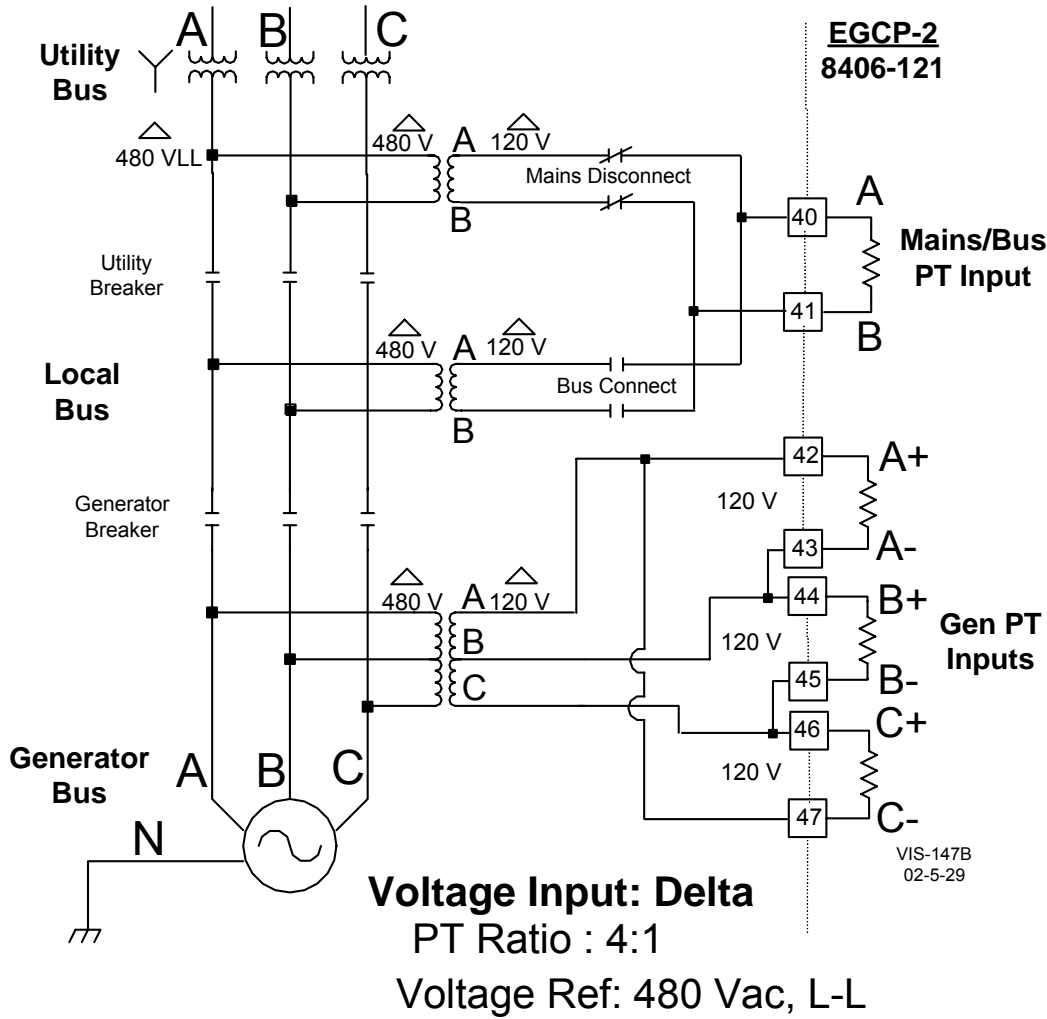 A B C
Utility
Bus
EGCP-2
8406-121
480 VLL
480 V
A
120 V
Mains Disconnect
B
40
A
Mains/Bus
PT Input
41
B
Utility
Breaker
480 V
A
120 V
Bus Connect
B
Local
Bus
42
A+
120 V
43
A-
Generator
Breaker
480 V
A
120 V
B
C
44
B+
120 V
45
B-
Gen PT
Inputs
46
C+
120 V
47
C-
Generator
Bus
A B C
N
VIS-147B
02-5-29
Voltage Input: Delta
PT Ratio : 4:1
Voltage Ref: 480 Vac, L-L